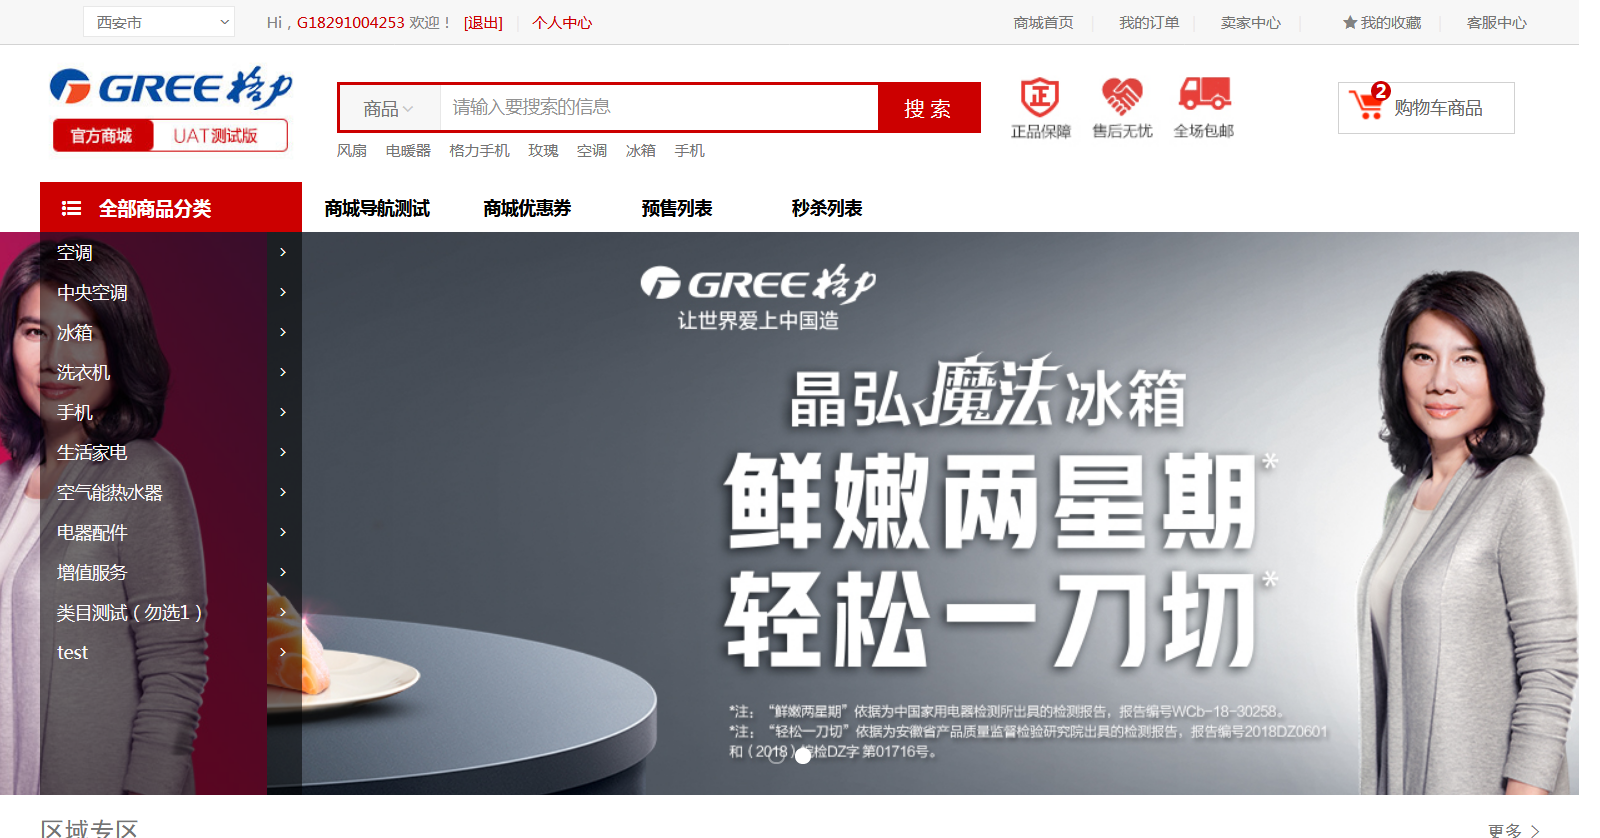 西安市
Hi，G18291004253 欢迎！ [退出] 个人中心
商城首页 我的订单 卖家中心 ★我的收藏 客服中心
GREE格力
官方商城 UAT测试版
商品 请输入要搜索的信息 搜 索
正品保障 售后无忧 全场包邮
2 购物车商品
风扇 电暖器 格力手机 玫瑰 空调 冰箱 手机
全部商品分类 商城导航测试 商城优惠券 预售列表 秒杀列表
空调
中央空调
冰箱
洗衣机
手机
生活家电
空气能热水器
电器配件
增值服务
类目测试（勿选1）
test
GREE格力
让世界爱上中国造
晶弘魔法冰箱
鲜嫩两星期*
轻松一刀切*
*注：“鲜嫩两星期”依据为中国家用电器检测所出具的检测报告，报告编号WCb-18-30258。
*注：“轻松一刀切”依据为安徽省产品质量监督检验研究院出具的检测报告，报告编号2018DZ0601
和（2018）皖检DZ字 第01716号。
区域专区 更多